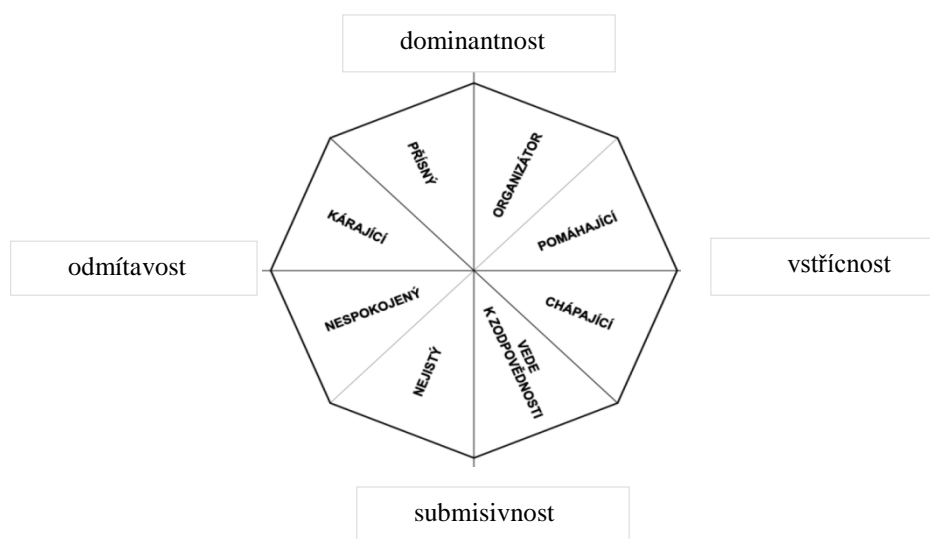 dominantnost
PŘÍSNÝ
ORGANIZÁTOR
KÁRAJÍCÍ
POMÁHAJÍCÍ
odmítavost
vstřícnost
NESPOKOJENÝ
CHÁPAJÍCÍ
NEJISTÝ
VEDE
K ZODPOVĚDNOSTI
submisivnost